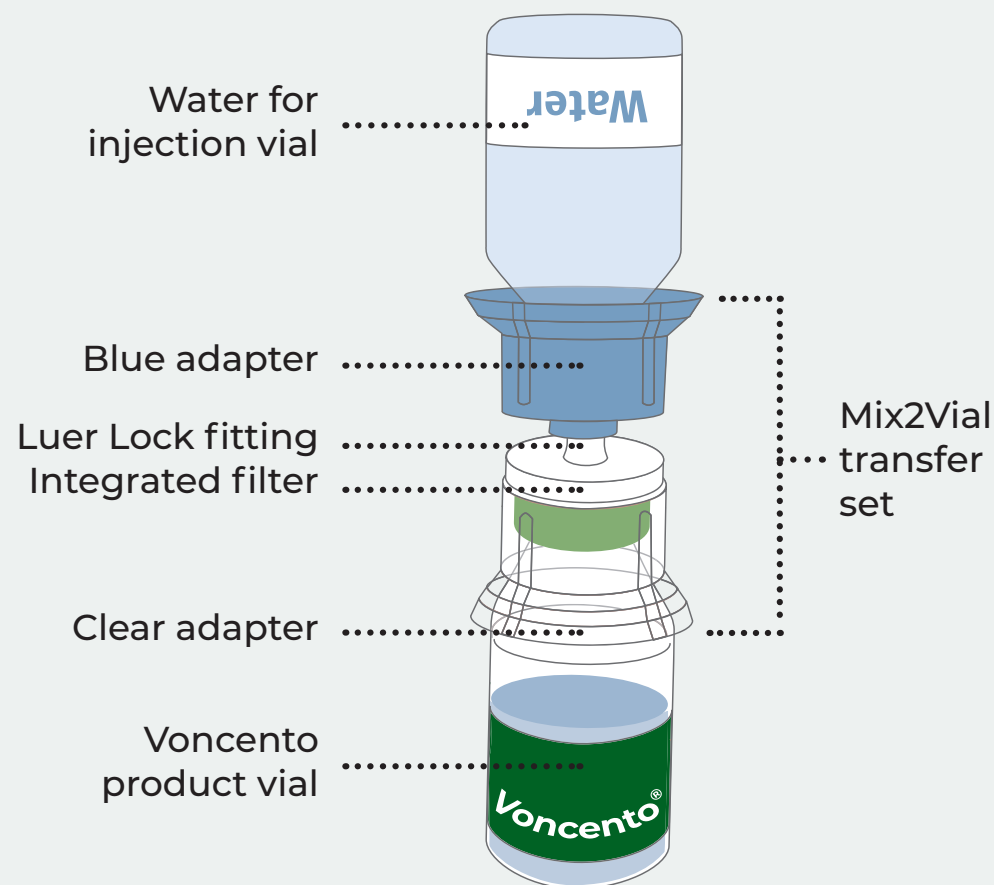 Water for
injection vial
Water
Blue adapter
Luer Lock fitting
Integrated filter
Mix2Vial
transfer
set
Clear adapter
Voncento
product vial
Voncento®